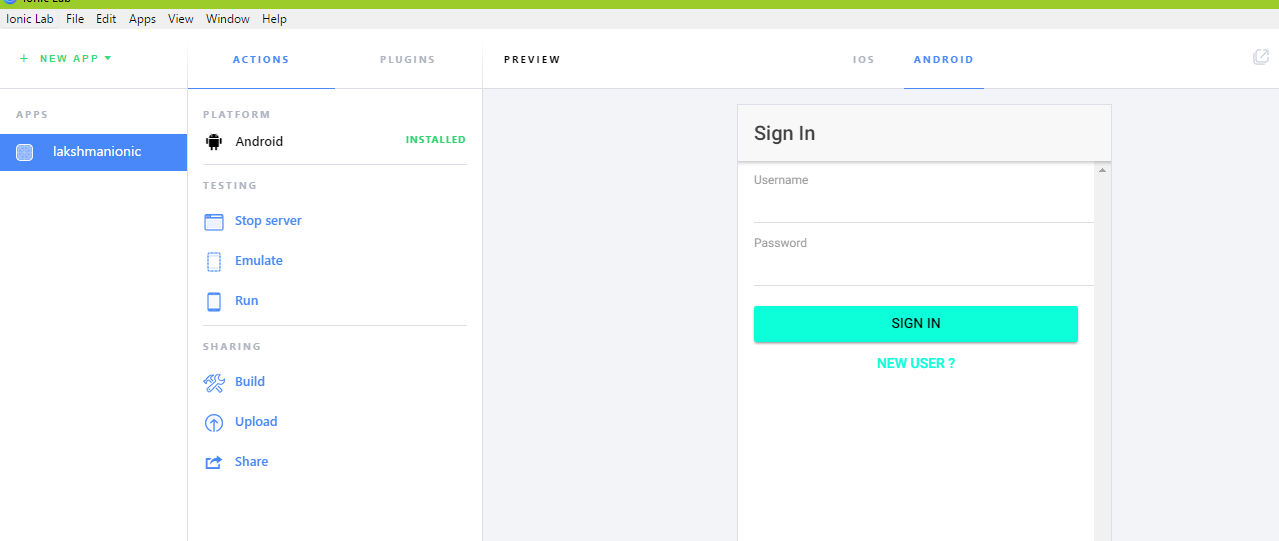 Ionic Lab
Ionic Lab File Edit Apps View Window Help
+ NEW APP
ACTIONS PLUGINS
PREVIEW
IOS ANDROID
APPS
lakshmanionic
PLATFORM
Android INSTALLED
TESTING
Stop server
Emulate
Run
SHARING
Build
Upload
Share
Sign In
Username
Password
SIGN IN
NEW USER ?